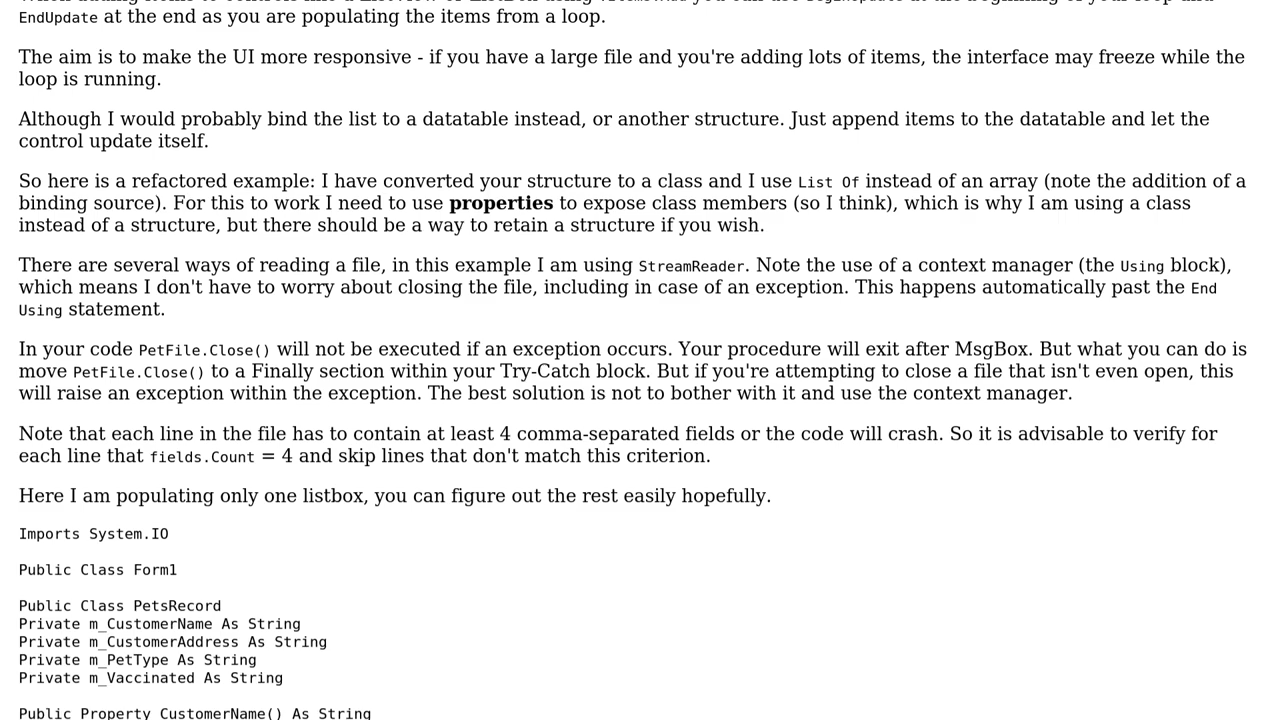 EndUpdate at the end as you are populating the items from a loop.
The aim is to make the UI more responsive - if you have a large file and you're adding lots of items, the interface may freeze while the
loop is running.
Although I would probably bind the list to a datatable instead, or another structure. Just append items to the datatable and let the
control update itself.
So here is a refactored example: I have converted your structure to a class and I use List Of instead of an array (note the addition of a
binding source). For this to work I need to use properties to expose class members (so I think), which is why I am using a class
instead of a structure, but there should be a way to retain a structure if you wish.
There are several ways of reading a file, in this example I am using StreamReader. Note the use of a context manager (the Using block),
which means I don't have to worry about closing the file, including in case of an exception. This happens automatically past the End
Using statement.
In your code PetFile.Close() will not be executed if an exception occurs. Your procedure will exit after MsgBox. But what you can do is
move PetFile.Close() to a Finally section within your Try-Catch block. But if you're attempting to close a file that isn't even open, this
will raise an exception within the exception. The best solution is not to bother with it and use the context manager.
Note that each line in the file has to contain at least 4 comma-separated fields or the code will crash. So it is advisable to verify for
each line that fields.Count = 4 and skip lines that don't match this criterion.
Here I am populating only one listbox, you can figure out the rest easily hopefully.
Imports System.IO
Public Class Form1
Public Class PetsRecord
Private m_CustomerName As String
Private m_CustomerAddress As String
Private m_PetType As String
Private m_Vaccinated As String
Public Property CustomerName() As String